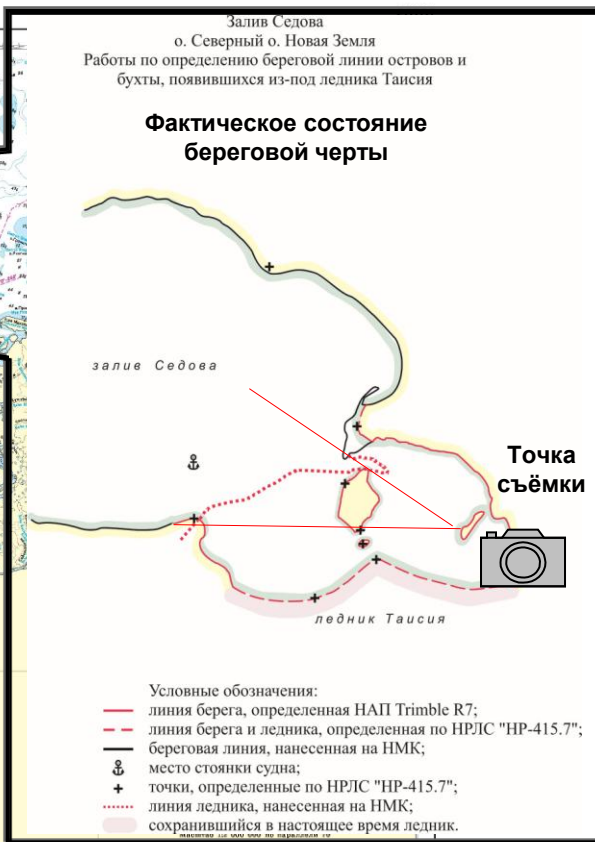 Залив Седова
о. Северный о. Новая Земля
Работы по определению береговой линии островов и
бухты, появившихся из-под ледника Таисия
Фактическое состояние
береговой черты
залив Седова
Точка
съёмки
ледник Таисия
Условные обозначения:
линия берега, определенная НАП Trimble R7;
линия берега и ледника, определенная по НРЛС "НР-415.7";
береговая линия, нанесенная на НМК;
место стоянки судна;
точки, определенные по НРЛС "НР-415.7";
линия ледника, нанесенная на НМК;
сохранившийся в настоящее время ледник.